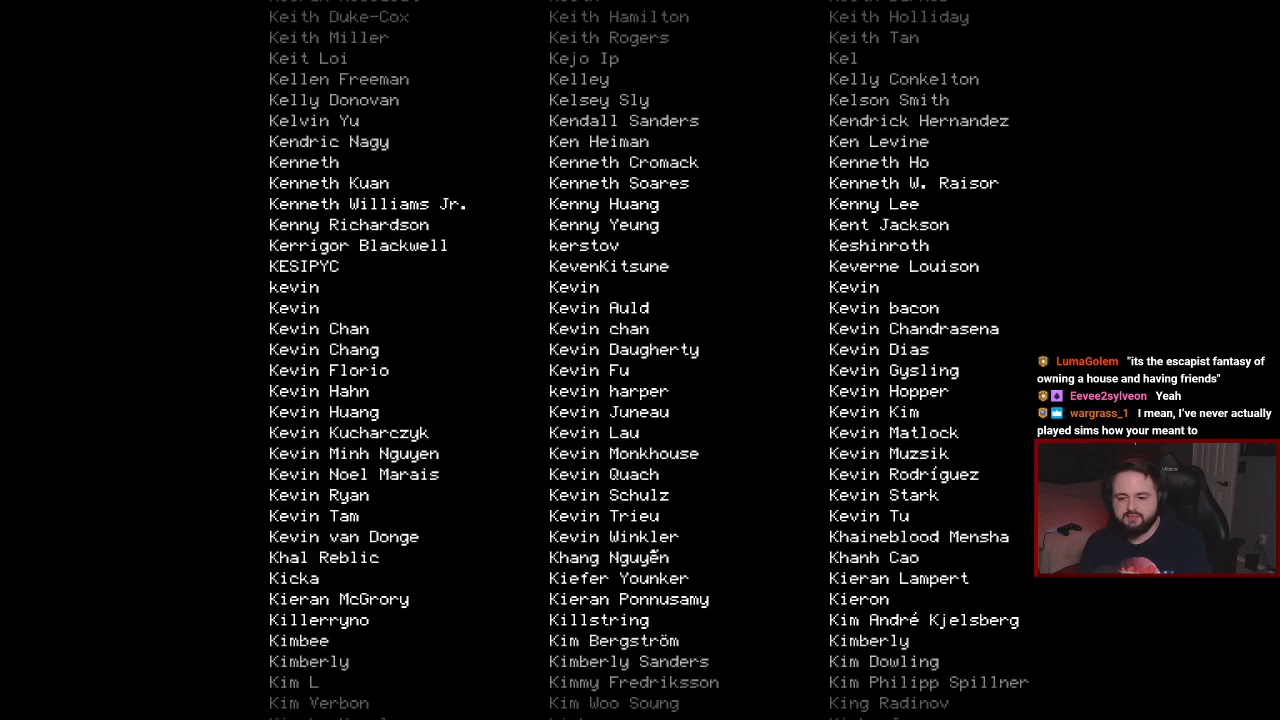 Keith Duke-Cox Keith Hamilton Keith Holliday
Keith Miller Keith Rogers Keith Tan
Keit Loi Kejo Ip Kel
Kellen Freeman Kelley Kelly Conkelton
Kelly Donovan Kelsey Sly Kelson Smith
Kelvin Yu Kendall Sanders Kendrick Hernandez
Kendric Nagy Ken Heiman Ken Levine
Kenneth Kenneth Cromack Kenneth Ho
Kenneth Kuan Kenneth Soares Kenneth W. Raisor
Kenneth Williams Jr. Kenny Huang Kenny Lee
Kenny Richardson Kenny Yeung Kent Jackson
Kerrigor Blackwell kerstov Keshinroth
KESIPYC KevenKitsune Keverne Louison
kevin Kevin Kevin
Kevin Kevin Auld Kevin bacon
Kevin Chan Kevin chan Kevin Chandrasena
Kevin Chang Kevin Daugherty Kevin Dias
Kevin Florio Kevin Fu Kevin Gysling
Kevin Hahn kevin harper Kevin Hopper
Kevin Huang Kevin Juneau Kevin Kim
Kevin Kucharczyk Kevin Lau Kevin Matlock
Kevin Minh Nguyen Kevin Monkhouse Kevin Muzsik
Kevin Noel Marais Kevin Quach Kevin Rodríguez
Kevin Ryan Kevin Schulz Kevin Stark
Kevin Tam Kevin Trieu Kevin Tu
Kevin van Donge Kevin Winkler Khaineblood Mensha
Khal Reblic Khang Nguyễn Khanh Cao
Kicka Kiefer Younker Kieran Lampert
Kieran McGrory Kieran Ponnusamy Kieron
Killerryno Killstring Kim André Kjelsberg
Kimbee Kim Bergström Kimberly
Kimberly Kimberly Sanders Kim Dowling
Kim L Kimmy Fredriksson Kim Philipp Spillner
Kim Verbon Kim Woo Soung King Radinov
LumaGolem "its the escapist fantasy of
owning a house and having friends"
Eevee2sylveon Yeah
wargrass_1 I mean, I've never actually
played sims how your meant to